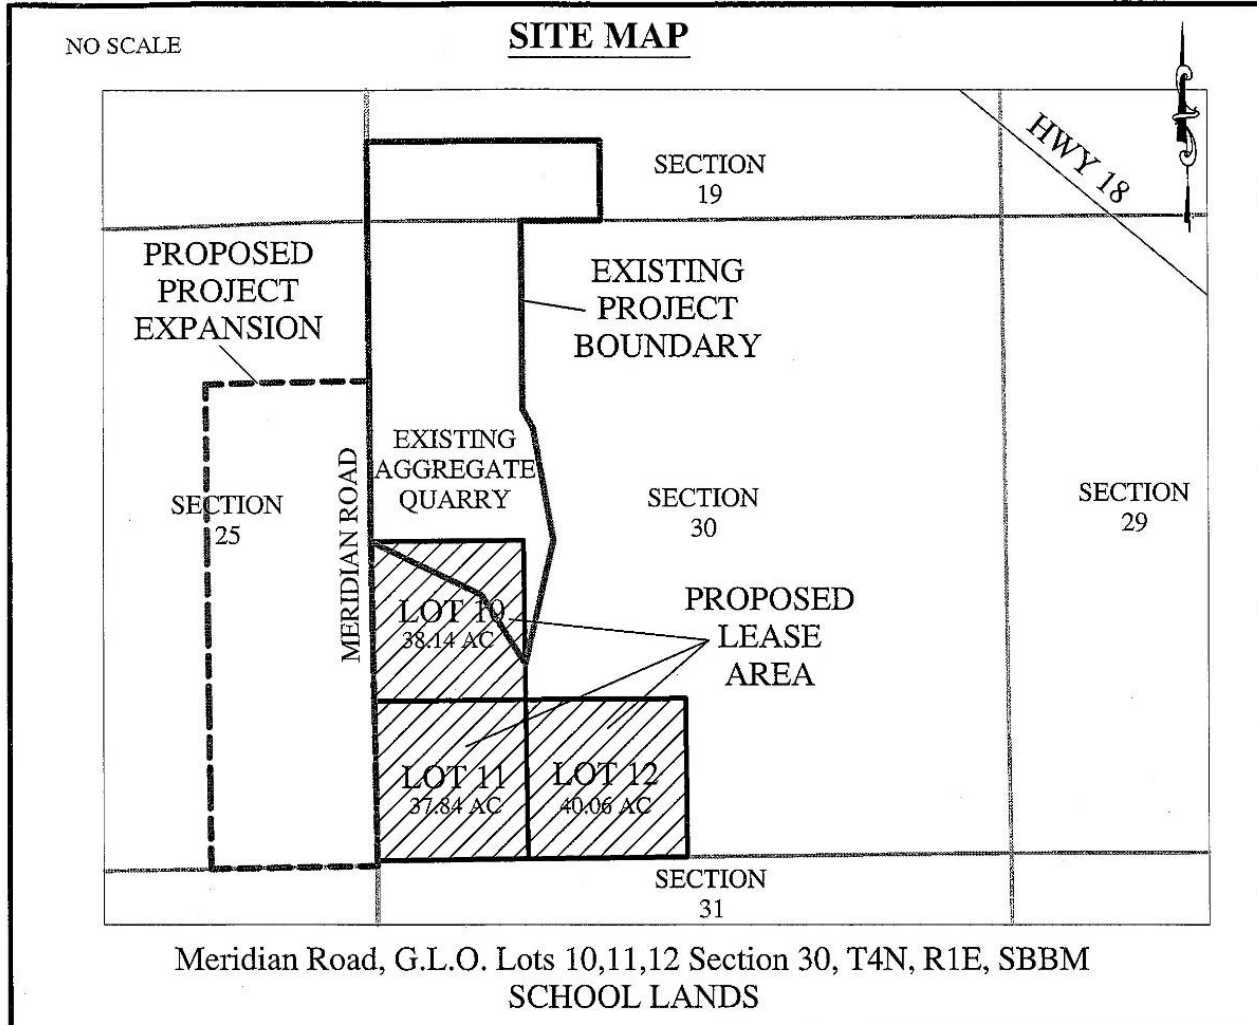 SITE MAP
NO SCALE
HWY 18
SECTION
19
PROPOSED
PROJECT
EXPANSION
EXISTING
PROJECT
BOUNDARY
EXISTING
AGGREGATE
QUARRY
MERIDIAN ROAD
SECTION
25
SECTION
30
SECTION
29
LOT 10
38.14 AC
PROPOSED
LEASE
AREA
LOT 11
37.84 AC
LOT 12
40.06 AC
SECTION
31
Meridian Road, G.L.O. Lots 10,11,12 Section 30, T4N, R1E, SBBM
SCHOOL LANDS